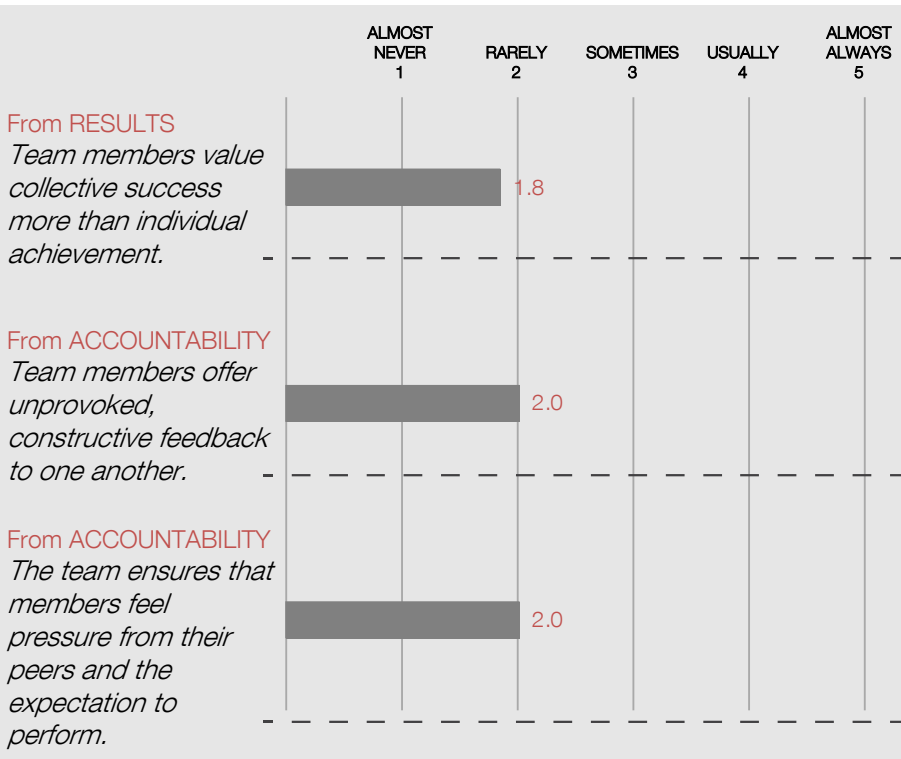 ALMOST NEVER 1
RARELY 2
SOMETIMES 3
USUALLY 4
ALMOST ALWAYS 5
From RESULTS
Team members value
collective success
more than individual
achievement.
1.8
From ACCOUNTABILITY
Team members offer
unprovoked,
constructive feedback
to one another.
2.0
From ACCOUNTABILITY
The team ensures that
members feel
pressure from their
peers and the
expectation to
perform.
2.0